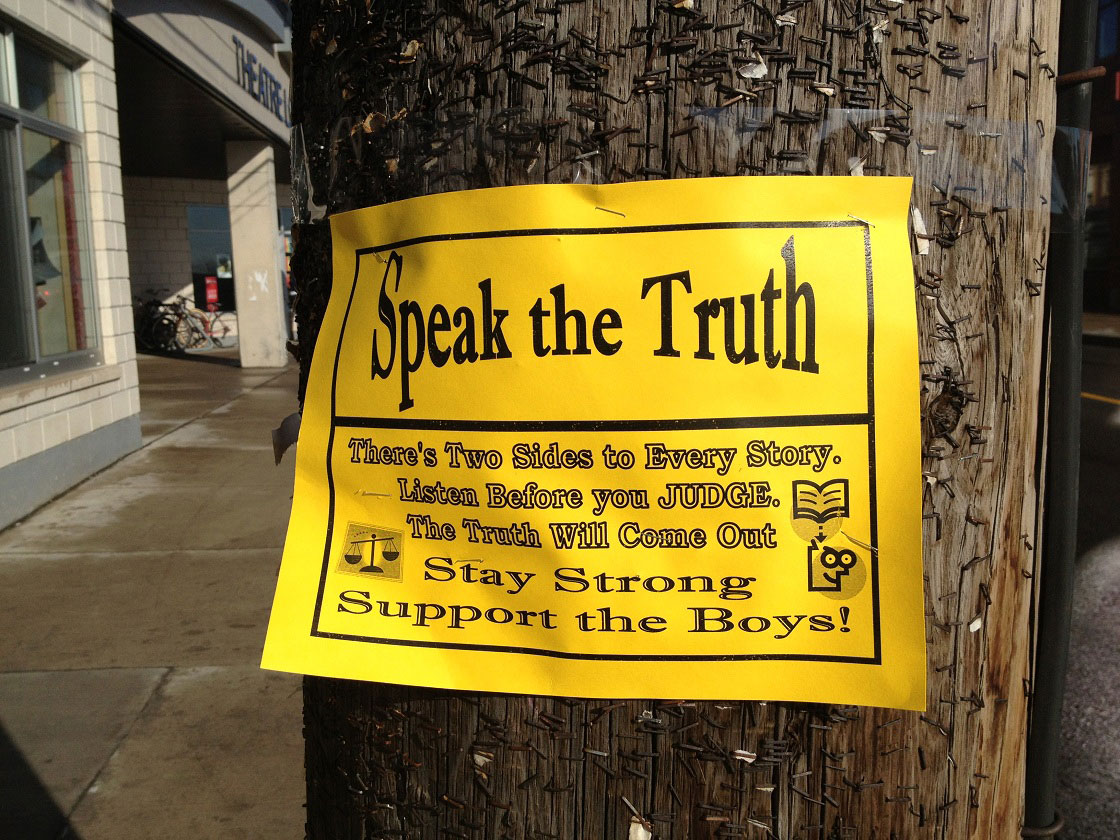 THEATRE
Speak the Truth
There's Two Sides to Every Story.
Listen Before you JUDGE.
The Truth Will Come Out
Stay Strong
Support the Boys!